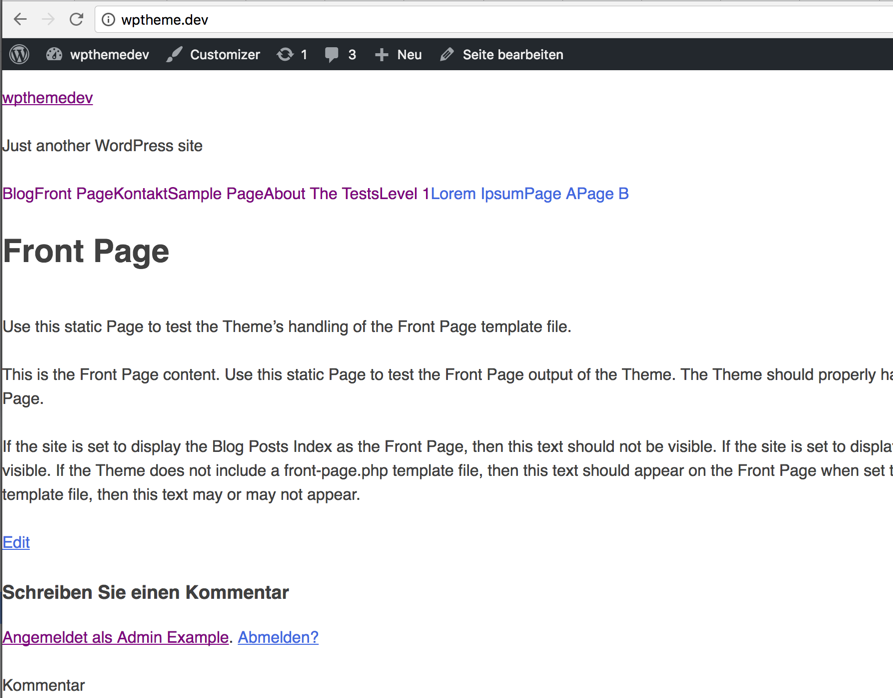 wptheme.dev
wpthemedev Customizer 1 3 Neu Seite bearbeiten
wpthemedev
Just another WordPress site
BlogFront PageKontaktSample PageAbout The TestsLevel 1Lorem IpsumPage APage B
Front Page
Use this static Page to test the Theme’s handling of the Front Page template file.
This is the Front Page content. Use this static Page to test the Front Page output of the Theme. The Theme should properly
Page.
If the site is set to display the Blog Posts Index as the Front Page, then this text should not be visible. If the site is set to
visible. If the Theme does not include a front-page.php template file, then this text should appear on the Front Page when set
template file, then this text may or may not appear.
Edit
Schreiben Sie einen Kommentar
Angemeldet als Admin Example. Abmelden?
Kommentar